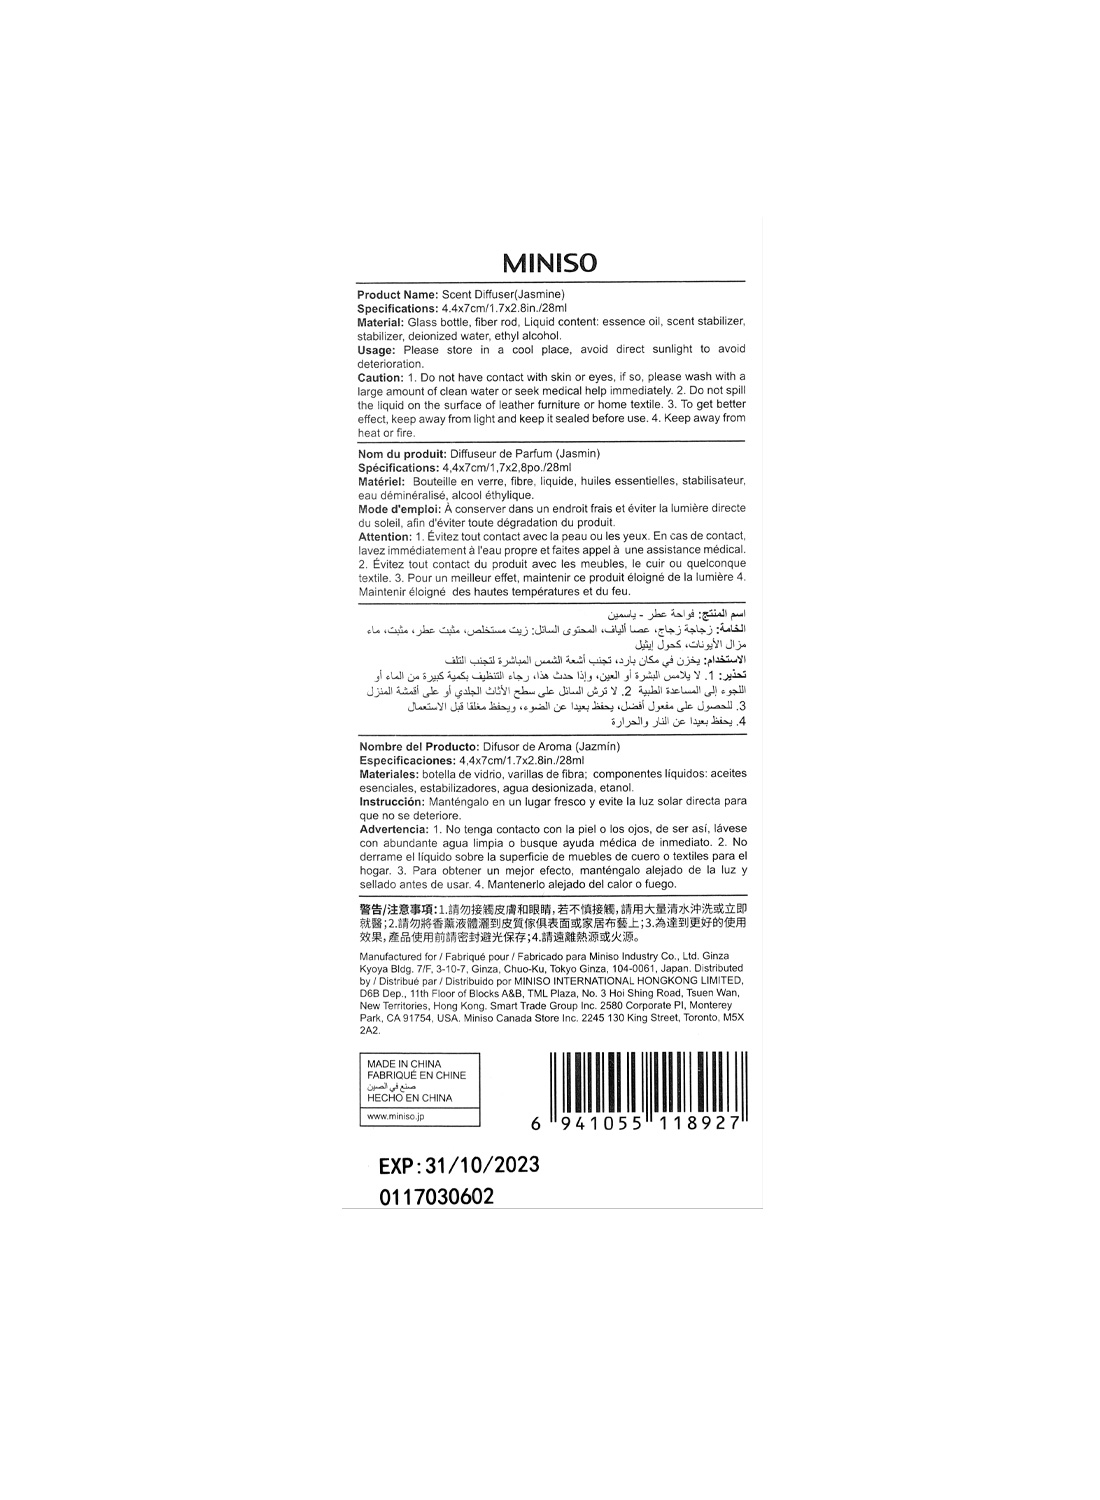 MINISO
Product Name: Scent Diffuser(Jasmine)
Specifications: 4.4x7cm/1.7x2.8in./28ml
Material: Glass bottle, fiber rod, Liquid content: essence oil, scent stabilizer,
stabilizer, deionized water, ethyl alcohol.
Usage: Please store in a cool place, avoid direct sunlight to avoid
deterioration.
Caution: 1. Do not have contact with skin or eyes, if so, please wash with a
large amount of clean water or seek medical help immediately. 2. Do not spill
the liquid on the surface of leather furniture or home textile. 3. To get better
effect, keep away from light and keep it sealed before use. 4. Keep away from
heat or fire.
Nom du produit: Diffuseur de Parfum (Jasmin)
Spécifications: 4,4x7cm/1,7x2,8po./28ml
Matériel: Bouteille en verre, fibre, liquide, huiles essentielles, stabilisateur,
eau déminéralisé, alcool éthylique.
Mode d'emploi: À conserver dans un endroit frais et éviter la lumière directe
du soleil, afin d'éviter toute dégradation du produit.
Attention: 1. Évitez tout contact avec la peau ou les yeux. En cas de contact,
lavez immédiatement à l'eau propre et faites appel à une assistance médical.
2. Évitez tout contact du produit avec les meubles, le cuir ou quelconque
textile. 3. Pour un meilleur effet, maintenir ce produit éloigné de la lumière 4.
Maintenir éloigné des hautes températures et du feu.
اسم المنتج: فواحة عطر - ياسمين
الخامة: زجاجة زجاج، عصا ألياف، المحتوى السائل: زيت مستخلص، مثبت عطر، مثبت، ماء
مزال الأيونات، كحول إيثيل
الاستخدام: يخزن في مكان بارد، تجنب أشعة الشمس المباشرة لتجنب التلف
تحذير: 1. لا يلامس البشرة أو العين، وإذا حدث هذا، رجاء التنظيف بكمية كبيرة من الماء أو
اللجوء إلى المساعدة الطبية 2. لا ترش السائل على سطح الأثاث الجلدي أو على أقمشة المنزل
3. للحصول على مفعول أفضل، يحفظ بعيدا عن الضوء، ويحفظ مغلقا قبل الاستعمال
4. يحفظ بعيدا عن النار والحرارة
Nombre del Producto: Difusor de Aroma (Jazmín)
Especificaciones: 4,4x7cm/1.7x2.8in./28ml
Materiales: botella de vidrio, varillas de fibra; componentes líquidos: aceites
esenciales, estabilizadores, agua desionizada, etanol.
Instrucción: Manténgalo en un lugar fresco y evite la luz solar directa para
que no se deteriore.
Advertencia: 1. No tenga contacto con la piel o los ojos, de ser así, lávese
con abundante agua limpia o busque ayuda médica de inmediato. 2. No
derrame el líquido sobre la superficie de muebles de cuero o textiles para el
hogar. 3. Para obtener un mejor efecto, manténgalo alejado de la luz y
sellado antes de usar. 4. Mantenerlo alejado del calor o fuego.
警告/注意事項:1.請勿接觸皮膚和眼睛,若不慎接觸,請用大量清水沖洗或立即
就醫;2.請勿將香薰液體灑到皮質傢俱表面或家居布藝上;3.為達到更好的使用
效果,產品使用前請密封避光保存;4.請遠離熱源或火源。
Manufactured for / Fabriqué pour / Fabricado para Miniso Industry Co., Ltd. Ginza
Kyoya Bldg. 7/F, 3-10-7, Ginza, Chuo-Ku, Tokyo Ginza, 104-0061, Japan. Distributed
by / Distribué par / Distribuido por MINISO INTERNATIONAL HONGKONG LIMITED,
D6B Dep., 11th Floor of Blocks A&B, TML Plaza, No. 3 Hoi Shing Road, Tsuen Wan,
New Territories, Hong Kong. Smart Trade Group Inc. 2580 Corporate Pl, Monterey
Park, CA 91754, USA. Miniso Canada Store Inc. 2245 130 King Street, Toronto, M5X
2A2.
MADE IN CHINA
FABRIQUÉ EN CHINE
صنع في الصين
HECHO EN CHINA
www.miniso.jp
6 941055 118927
EXP:31/10/2023
0117030602